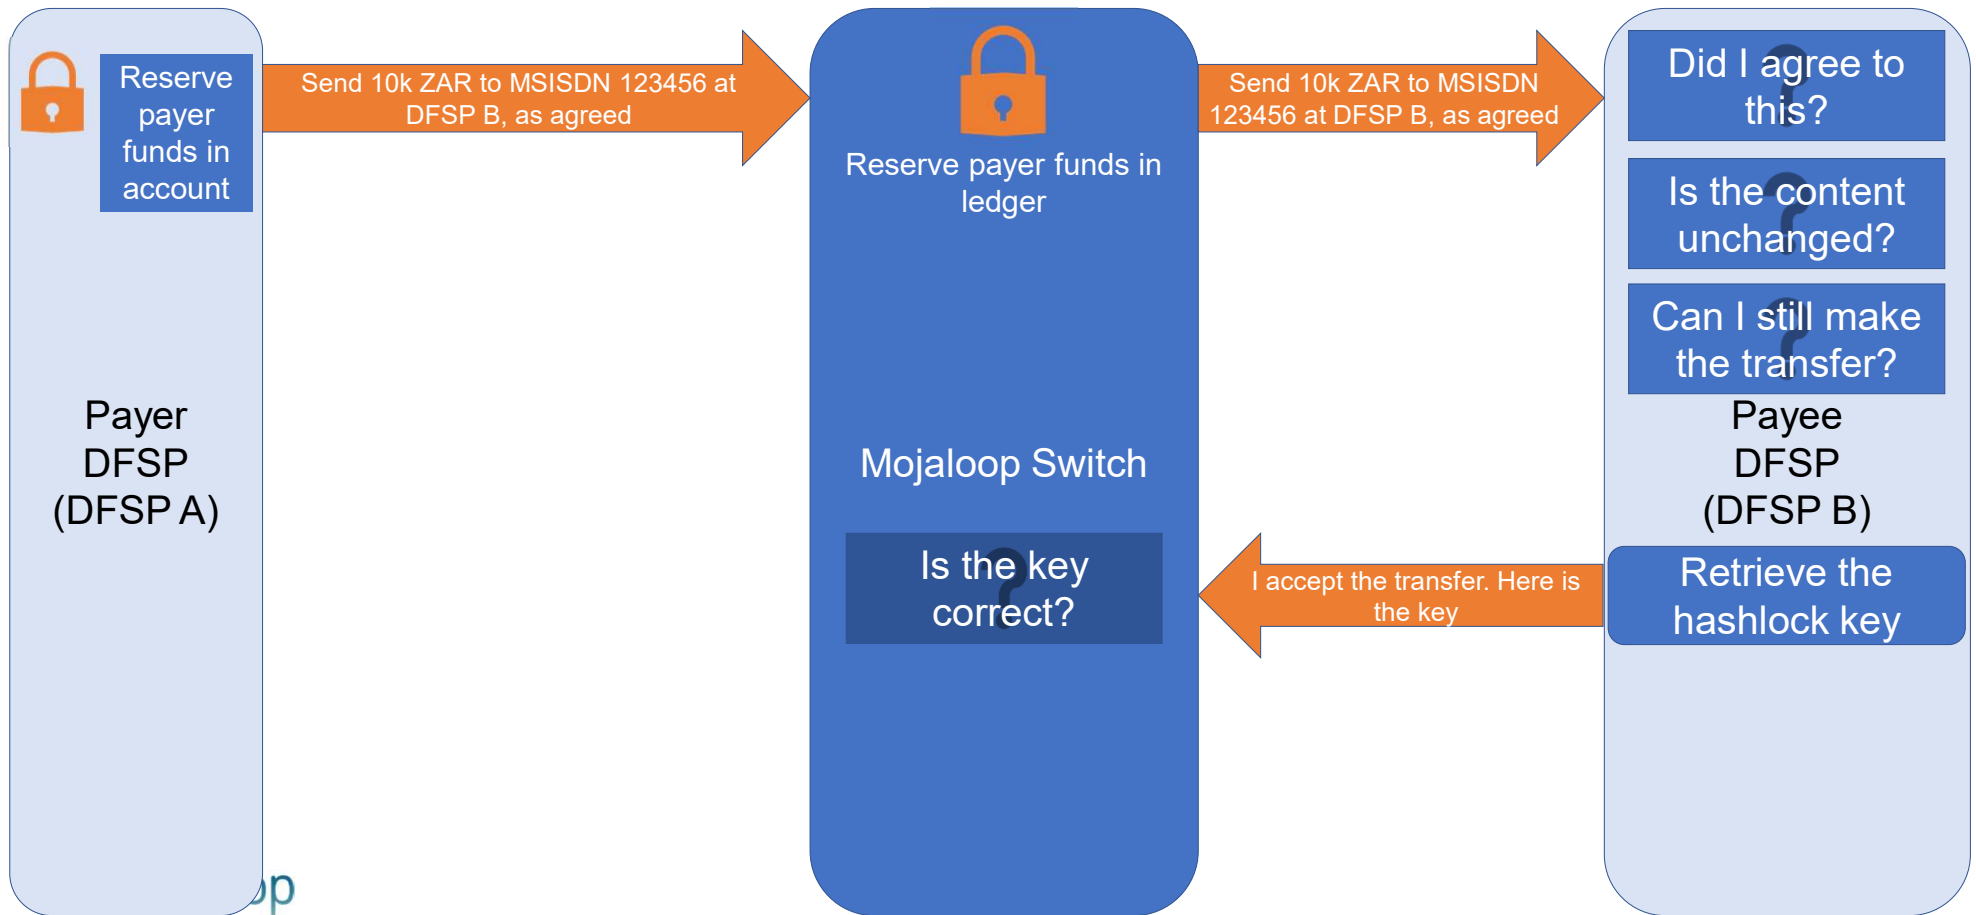 Reserve
payer
funds in
account
Send 10k ZAR to MSISDN 123456 at
DFSP B, as agreed
Reserve payer funds in
ledger
Send 10k ZAR to MSISDN
123456 at DFSP B, as agreed
Did I agree to
this?
Is the content
unchanged?
Can I still make
the transfer?
Payer
DFSP
(DFSP A)
Mojaloop Switch
Payee
DFSP
(DFSP B)
Is the key
correct?
I accept the transfer. Here is
the key
Retrieve the
hashlock key